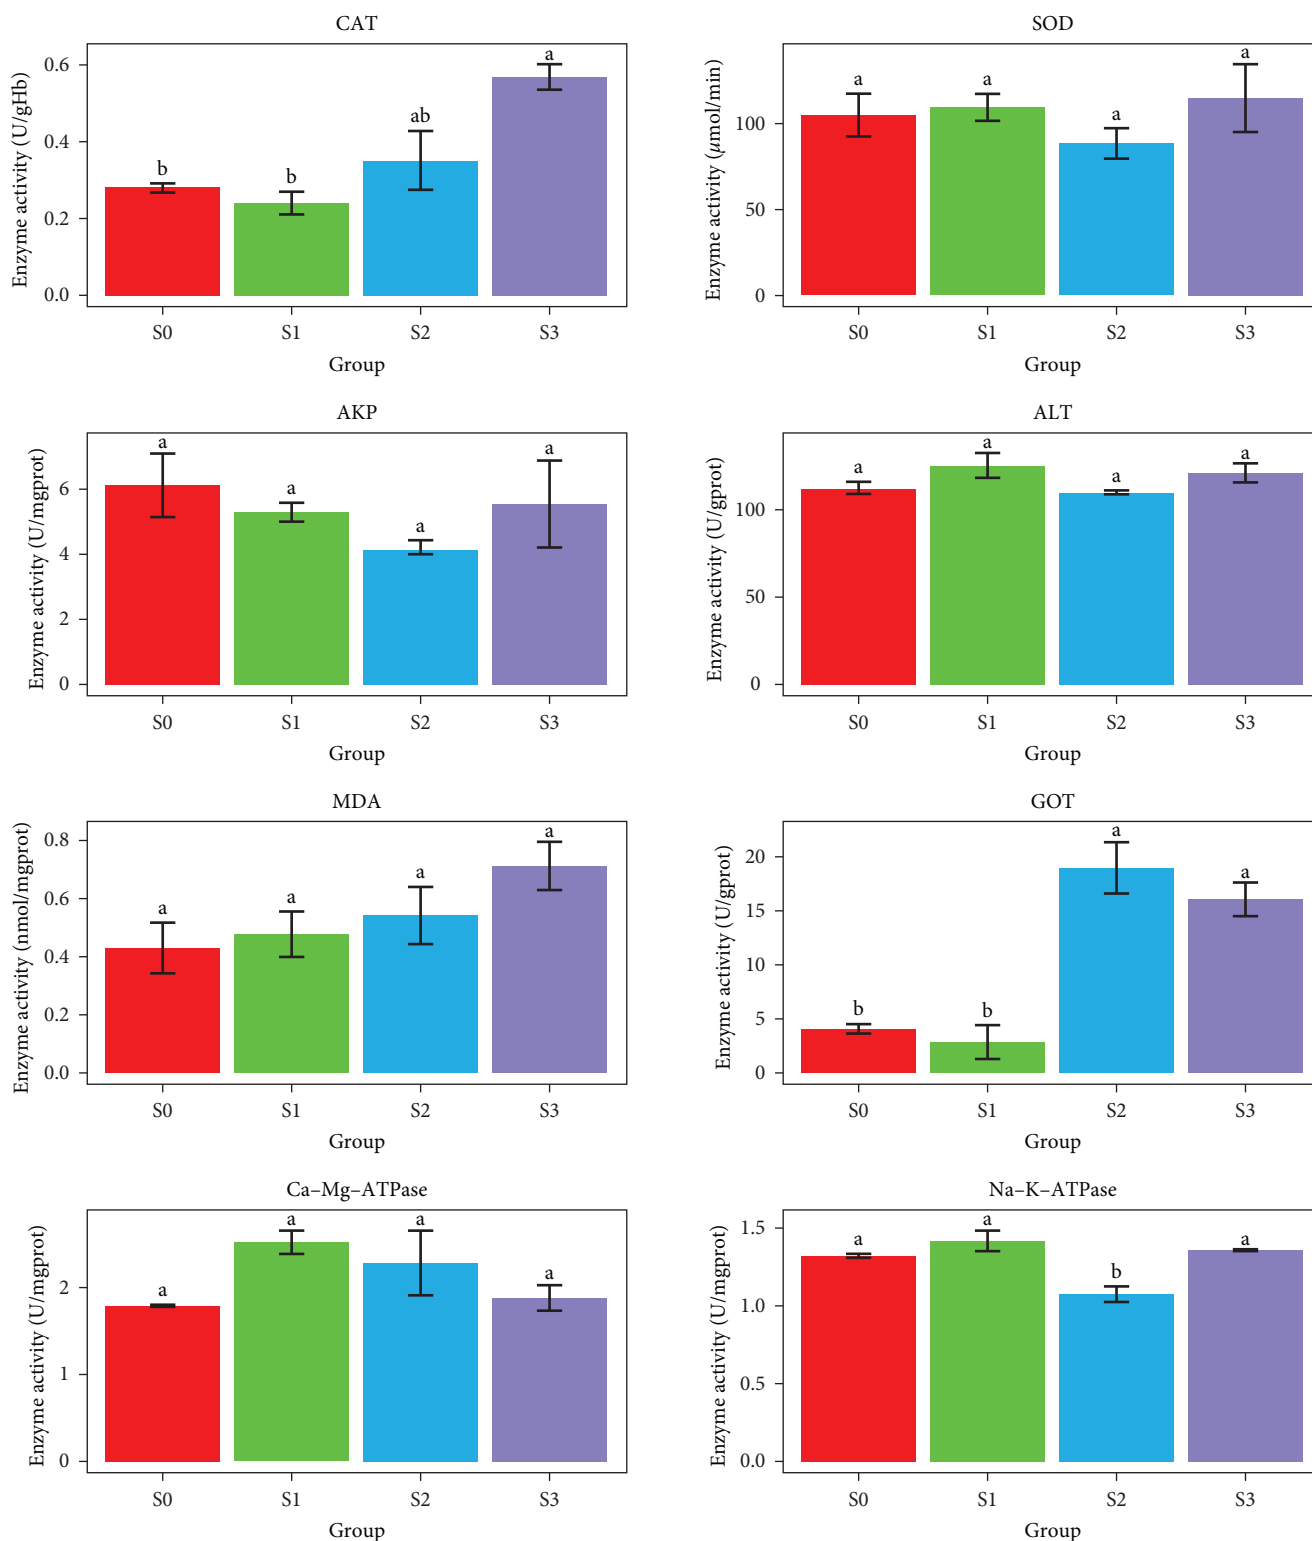 CAT
Enzyme activity (U/gHb)
0.6
0.4
0.2
0.0
b
b
ab
a
S0 S1 S2 S3
Group
SOD
Enzyme activity (μmol/min)
100
50
0
a
a
a
a
S0 S1 S2 S3
Group
AKP
Enzyme activity (U/mgprot)
6
4
2
0
a
a
a
a
S0 S1 S2 S3
Group
ALT
Enzyme activity (U/gprot)
100
50
0
a
a
a
a
S0 S1 S2 S3
Group
MDA
Enzyme activity (nmol/mgprot)
0.8
0.6
0.4
0.2
0.0
a
a
a
a
S0 S1 S2 S3
Group
GOT
Enzyme activity (U/gprot)
20
15
10
5
0
b
b
a
a
S0 S1 S2 S3
Group
Ca–Mg–ATPase
Enzyme activity (U/mgprot)
2
1
0
a
a
a
a
S0 S1 S2 S3
Group
Na–K–ATPase
Enzyme activity (U/mgprot)
1.5
1.0
0.5
0.0
a
a
b
a
S0 S1 S2 S3
Group